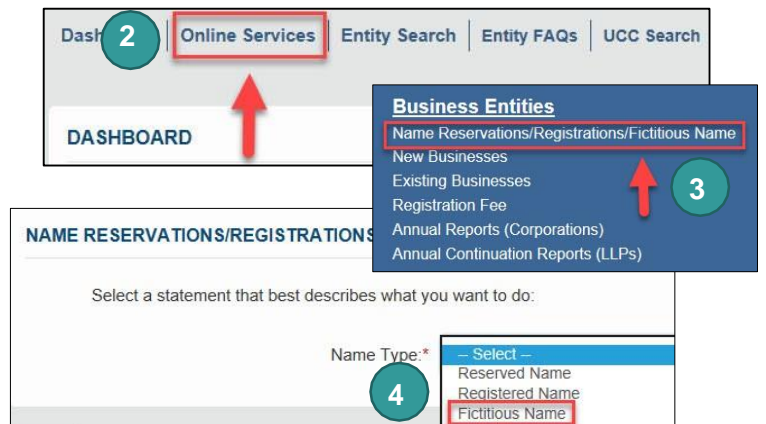 Dash 2 Online Services Entity Search Entity FAQs UCC Search
DASHBOARD
Business Entities
Name Reservations/Registrations/Fictitious Name
New Businesses
Existing Businesses
Registration Fee
Annual Reports (Corporations)
Annual Continuation Reports (LLPs)
3
NAME RESERVATIONS/REGISTRATIONS
Select a statement that best describes what you want to do:
Name Type:* -- Select --
Reserved Name
Registered Name
Fictitious Name
4